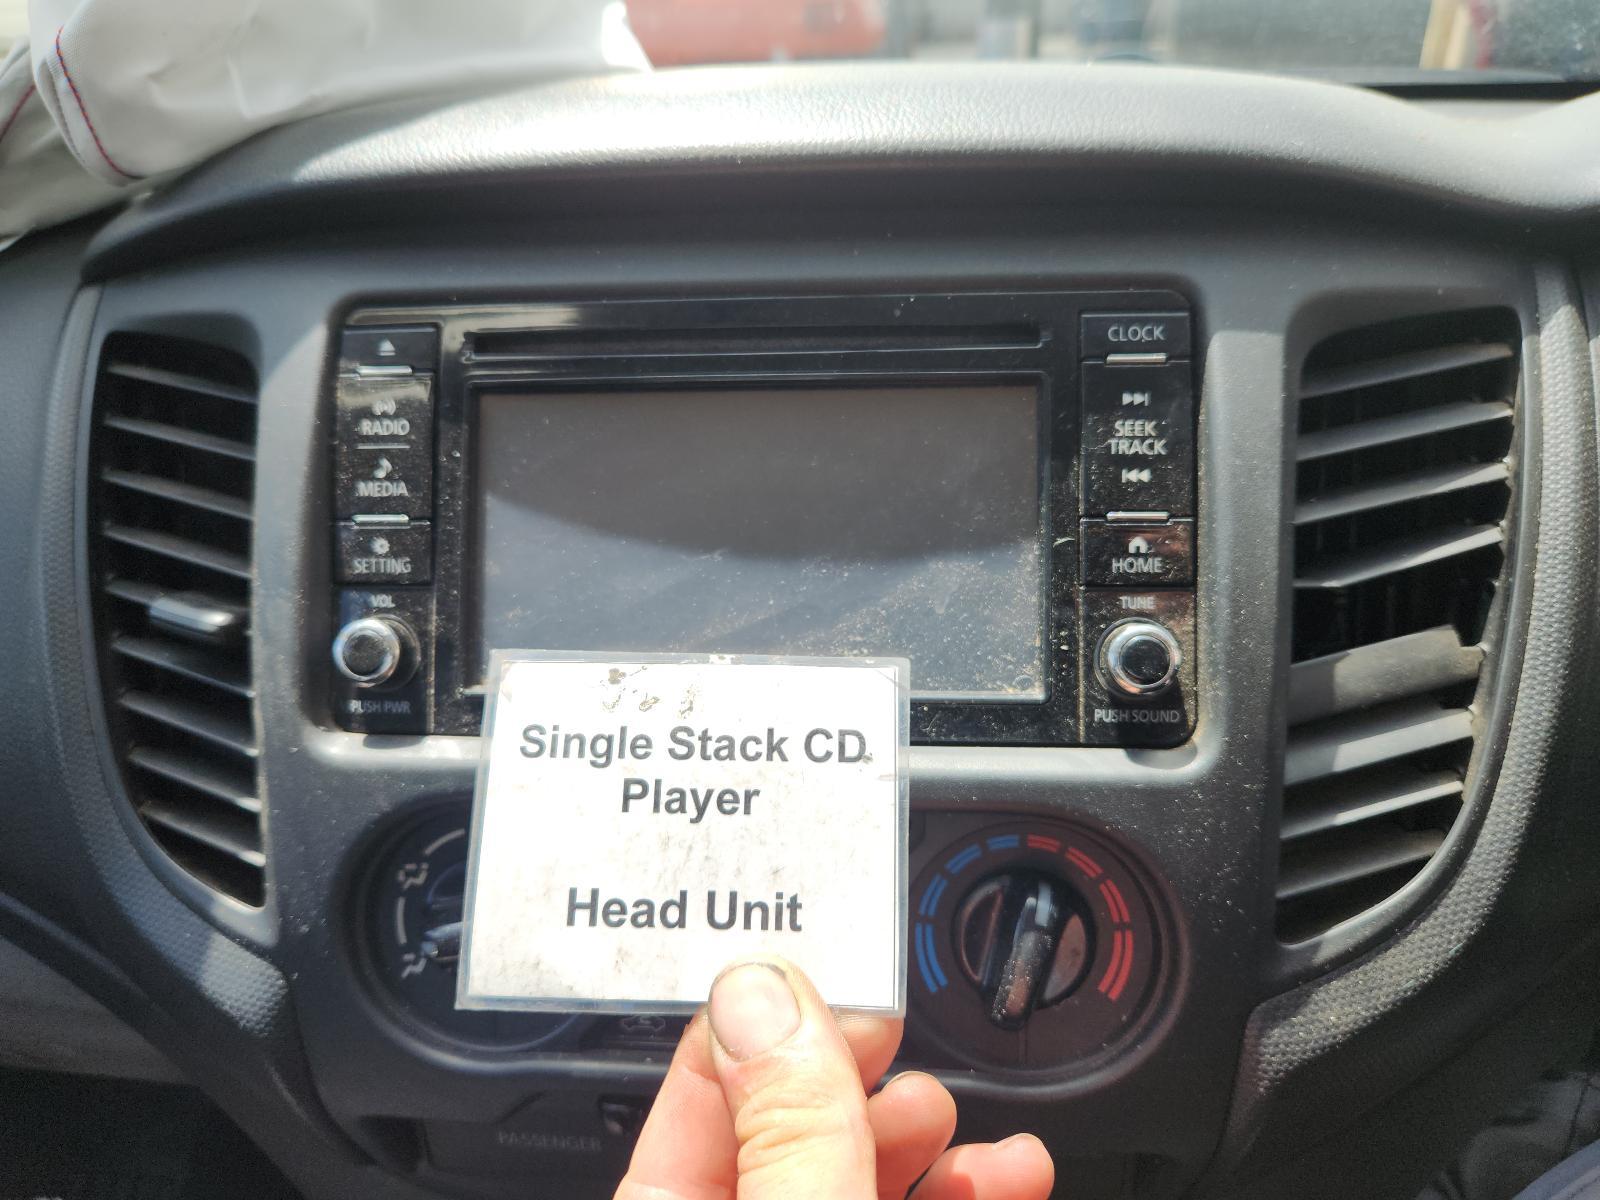 CLOCK
RADIO
MEDIA
SEEK
TRACK
SETTING
HOME
VOL
TUNE
PUSH PWR
PUSH SOUND
Single Stack CD
Player
Head Unit
PASSENGER